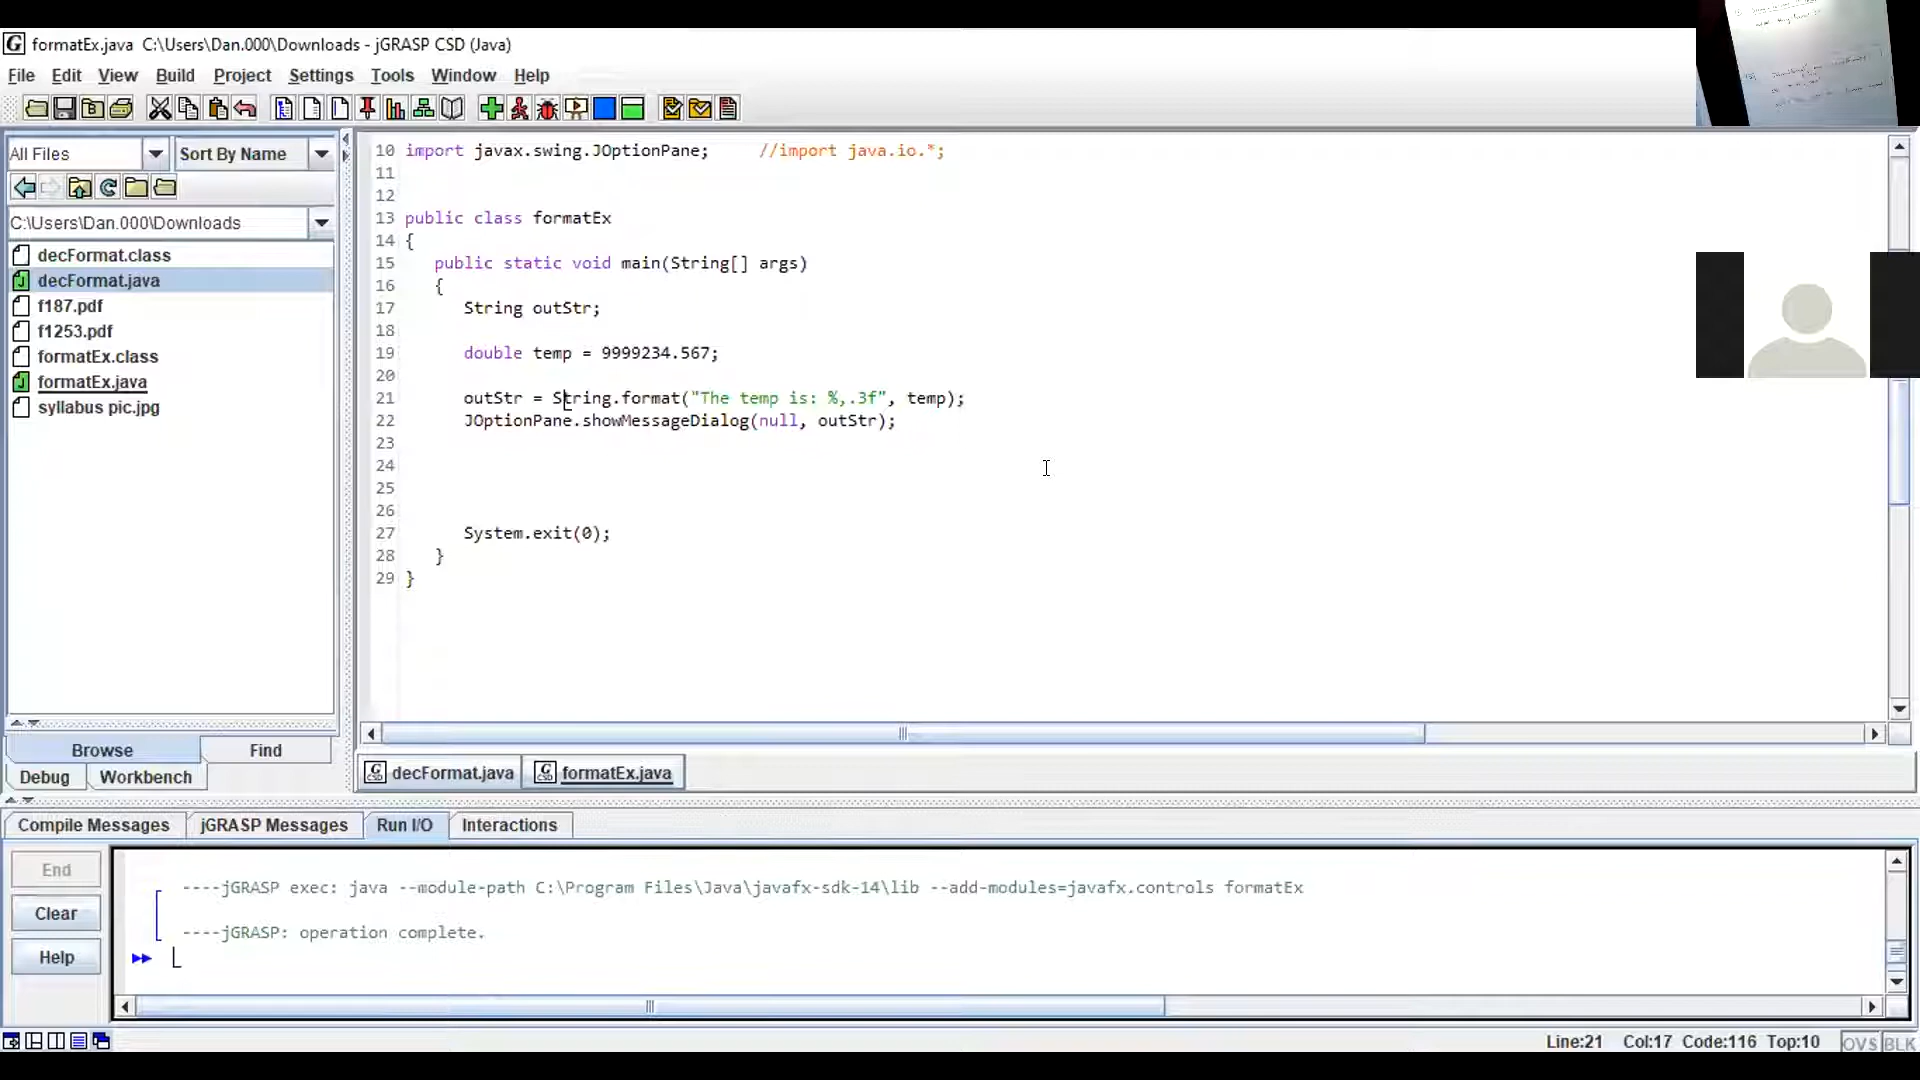 formatEx.java C:\Users\Dan.000\Downloads - jGRASP CSD (Java)
File Edit View Build Project Settings Tools Window Help
All Files Sort By Name
C:\Users\Dan.000\Downloads
decFormat.class
decFormat.java
f187.pdf
f1253.pdf
formatEx.class
formatEx.java
syllabus pic.jpg
Browse Find
Debug Workbench
10 import javax.swing.JOptionPane; //import java.io.*;
11
12
13 public class formatEx
14 {
15 public static void main(String[] args)
16 {
17 String outStr;
18
19 double temp = 9999234.567;
20
21 outStr = String.format("The temp is: %,.3f", temp);
22 JOptionPane.showMessageDialog(null, outStr);
23
24
25
26
27 System.exit(0);
28 }
29 }
decFormat.java formatEx.java
Compile Messages jGRASP Messages Run I/O Interactions
End
Clear
Help
----jGRASP exec: java --module-path C:\Program Files\Java\javafx-sdk-14\lib --add-modules=javafx.controls formatEx
----jGRASP: operation complete.
Line:21 Col:17 Code:116 Top:10 OVS BLK